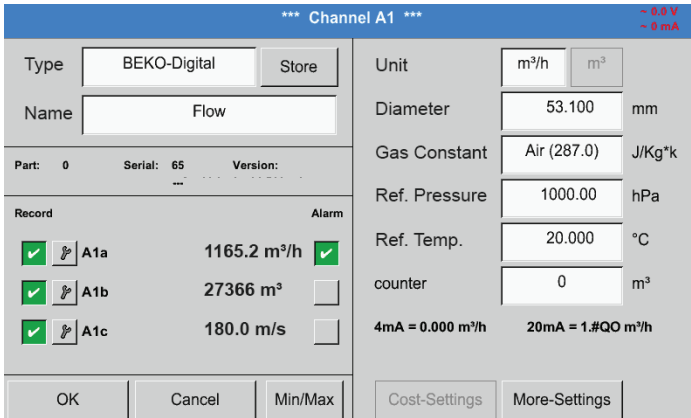 *** Channel A1 ***
~ 0.0 V
~ 0 mA
Type BEKO-Digital Store
Name Flow
Part: 0 Serial: 65 Version:
---
Record Alarm
A1a 1165.2 m³/h
A1b 27366 m³
A1c 180.0 m/s
OK Cancel Min/Max
Unit m³/h m³
Diameter 53.100 mm
Gas Constant Air (287.0) J/Kg*k
Ref. Pressure 1000.00 hPa
Ref. Temp. 20.000 °C
counter 0 m³
4mA = 0.000 m³/h 20mA = 1.#QO m³/h
Cost-Settings More-Settings